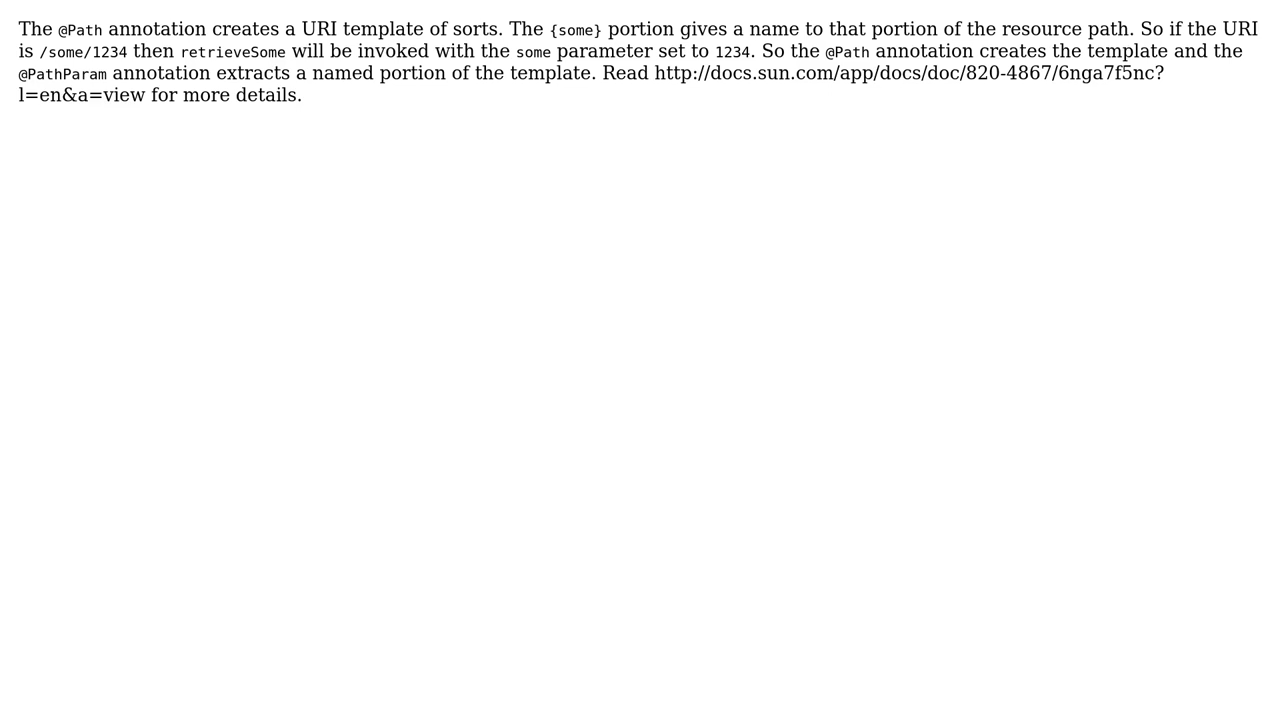 The @Path annotation creates a URI template of sorts. The {some} portion gives a name to that portion of the resource path. So if the URI
is /some/1234 then retrieveSome will be invoked with the some parameter set to 1234. So the @Path annotation creates the template and the
@PathParam annotation extracts a named portion of the template. Read http://docs.sun.com/app/docs/doc/820-4867/6nga7f5nc?
l=en&a=view for more details.